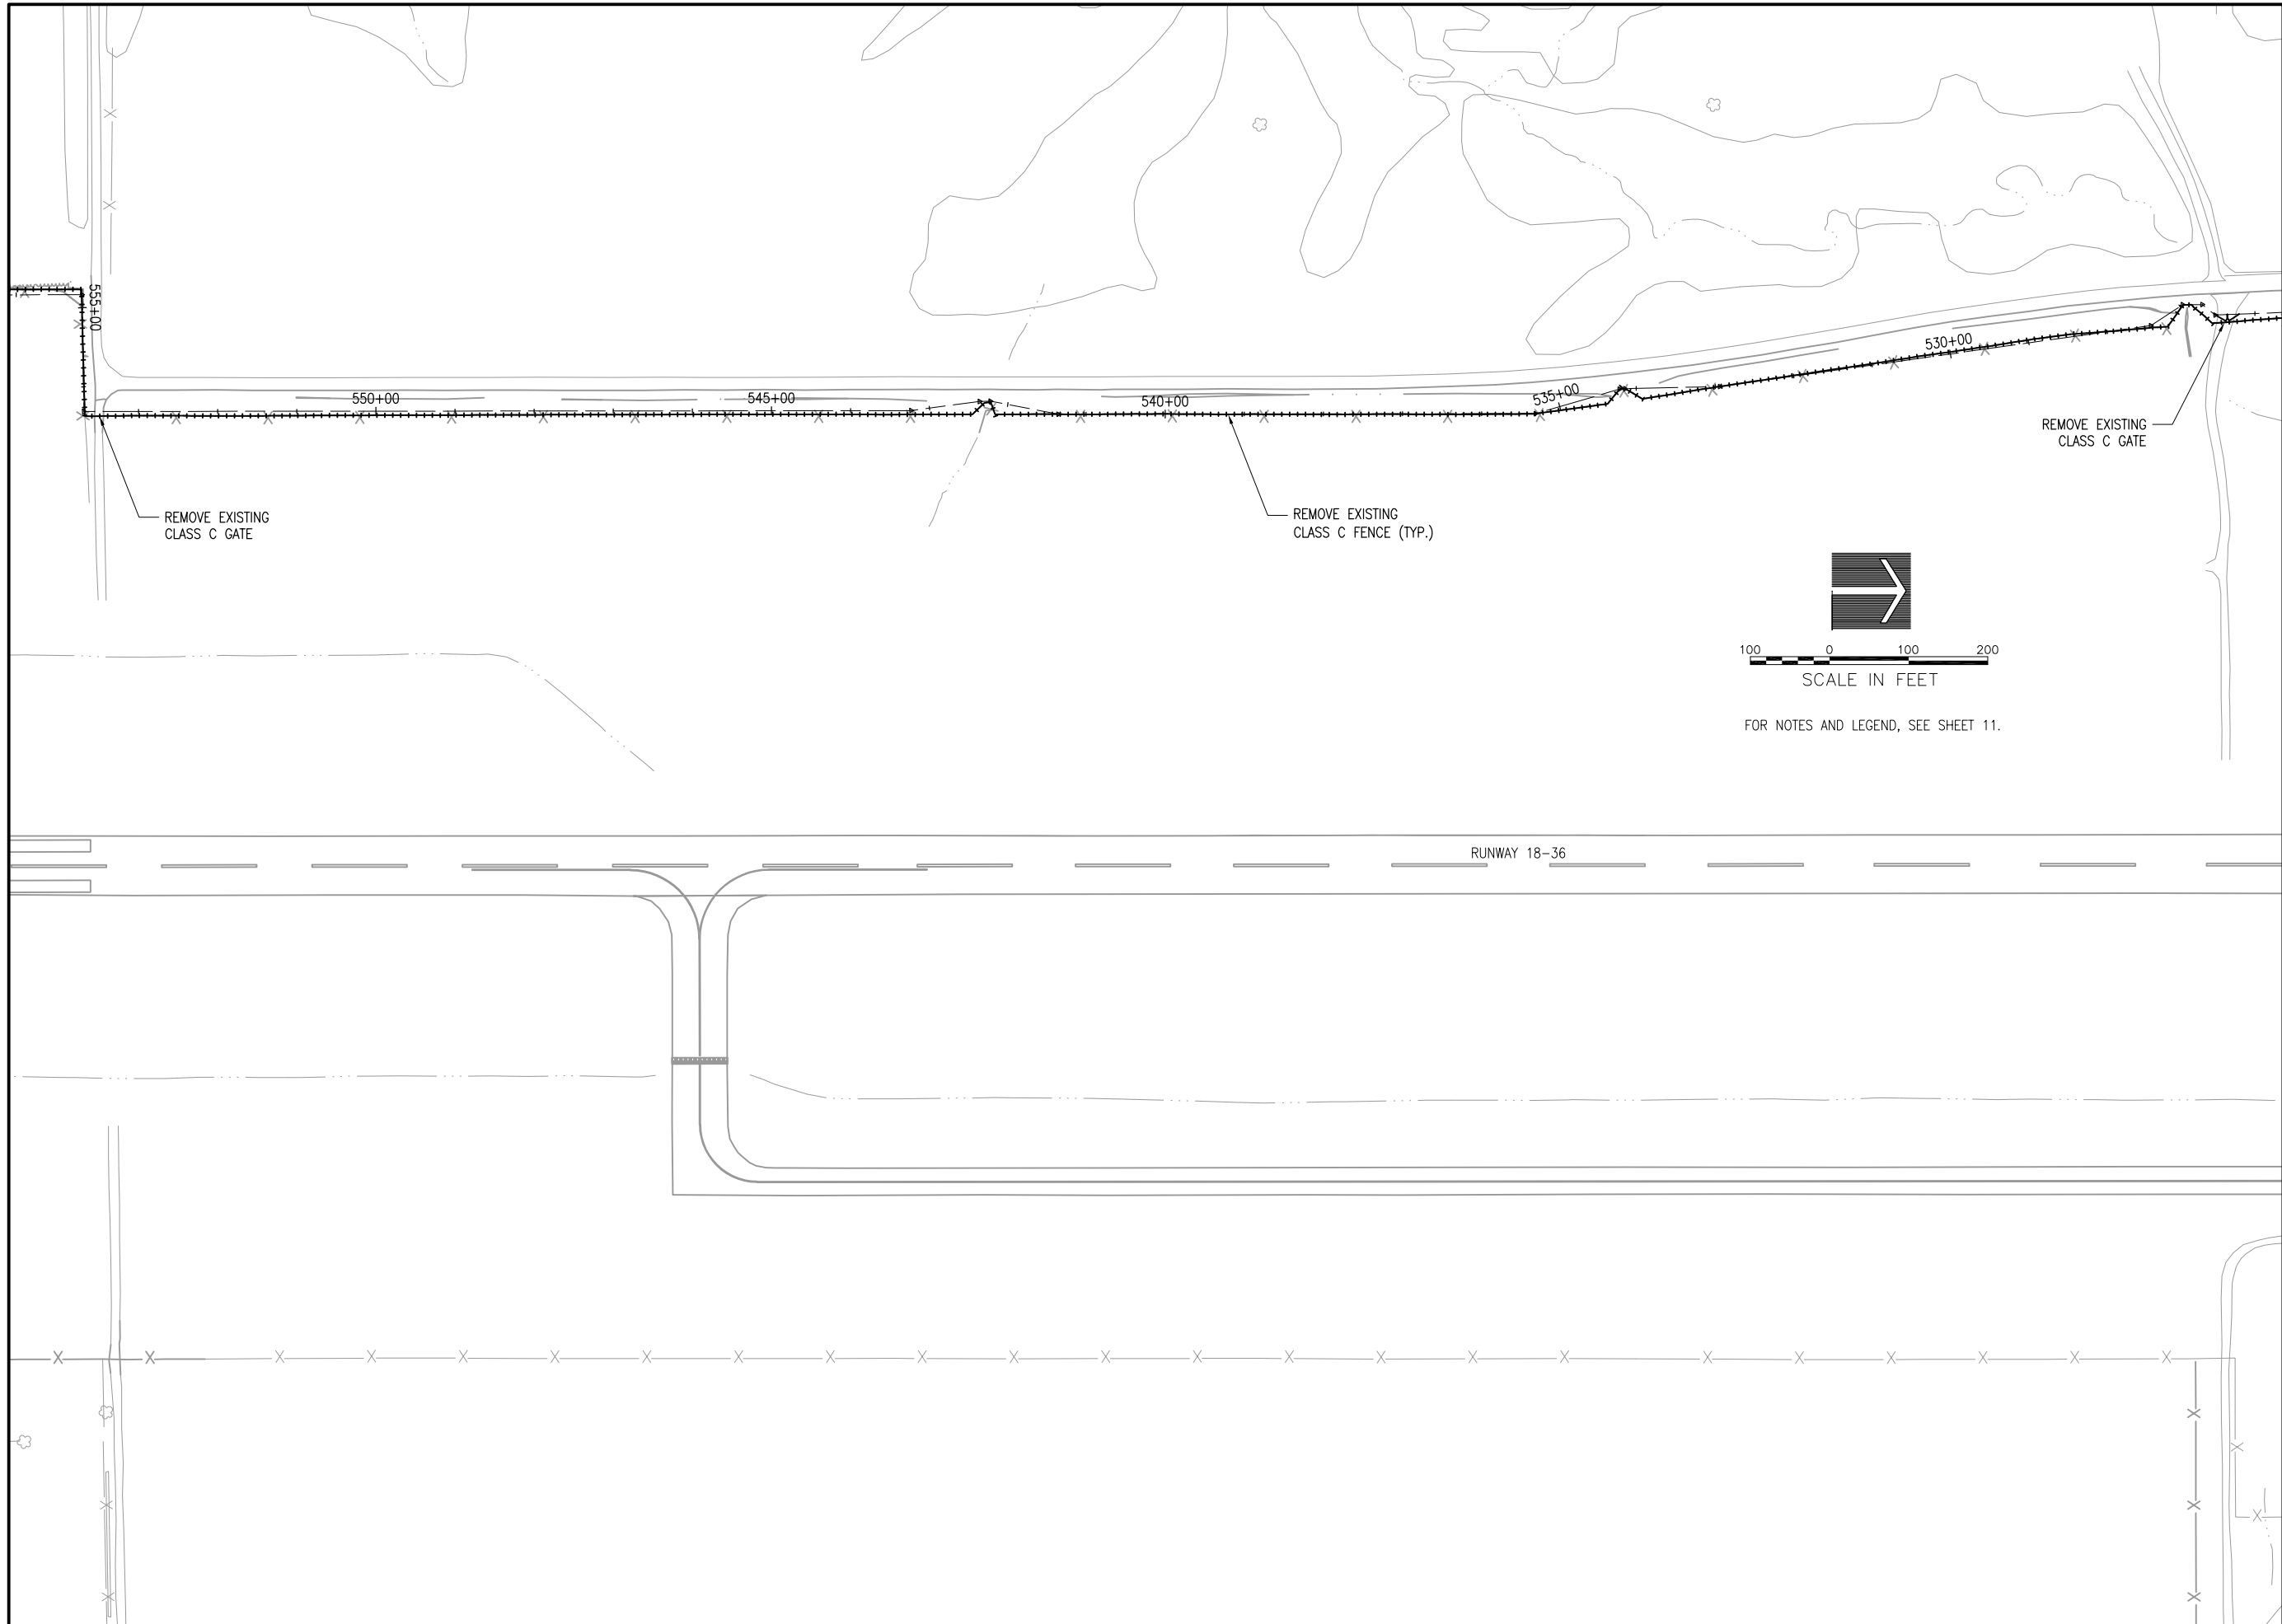 555+00
550+00
545+00
540+00
535+00
530+00
REMOVE EXISTING
CLASS C GATE
REMOVE EXISTING
CLASS C GATE
REMOVE EXISTING
CLASS C FENCE (TYP.)
100 0 100 200
SCALE IN FEET
FOR NOTES AND LEGEND, SEE SHEET 11.
RUNWAY 18-36